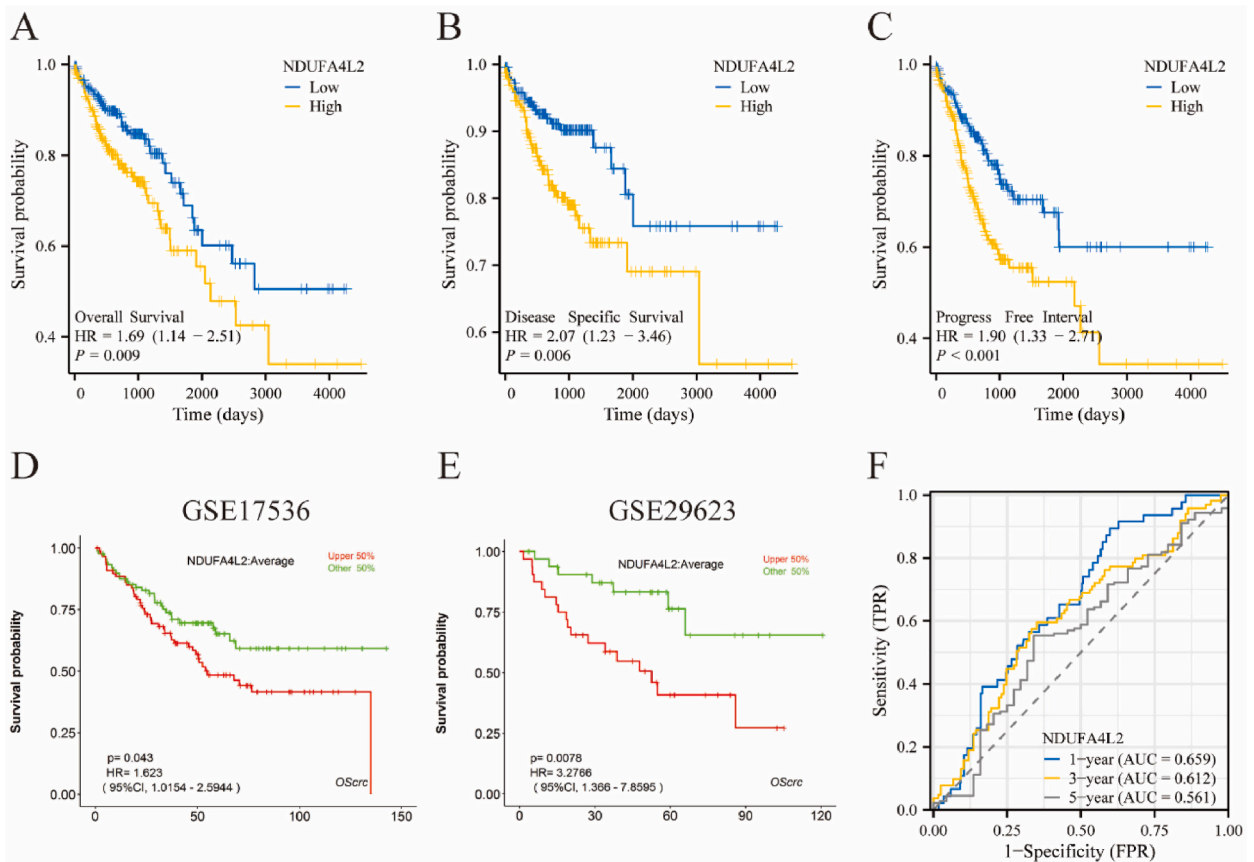 A
NDUFA4L2
Low
High
1.0
0.8
0.6
0.4
Survival probability
Overall Survival
HR = 1.69 (1.14 − 2.51)
P = 0.009
0
1000
2000
3000
4000
Time (days)
B
NDUFA4L2
Low
High
1.0
0.9
0.8
0.7
0.6
Survival probability
Disease Specific Survival
HR = 2.07 (1.23 − 3.46)
P = 0.006
0
1000
2000
3000
4000
Time (days)
C
NDUFA4L2
Low
High
1.0
0.8
0.6
0.4
Survival probability
Progress Free Interval
HR = 1.90 (1.33 − 2.71)
P < 0.001
0
1000
2000
3000
4000
Time (days)
D
GSE17536
NDUFA4L2:Average
Upper 50%
Other 50%
1.00
0.75
0.50
0.25
0.00
Survival probability
p= 0.043
HR= 1.623
( 95%CI, 1.0154 - 2.5944 )
OScrc
0
50
100
150
E
GSE29623
NDUFA4L2:Average
Upper 50%
Other 50%
1.00
0.75
0.50
0.25
0.00
Survival probability
p= 0.0078
HR= 3.2766
( 95%CI, 1.366 - 7.8595 )
OScrc
0
30
60
90
120
F
1.0
0.8
0.6
0.4
0.2
0.0
Sensitivity (TPR)
NDUFA4L2
1−year (AUC = 0.659)
3−year (AUC = 0.612)
5−year (AUC = 0.561)
0.00
0.25
0.50
0.75
1.00
1−Specificity (FPR)